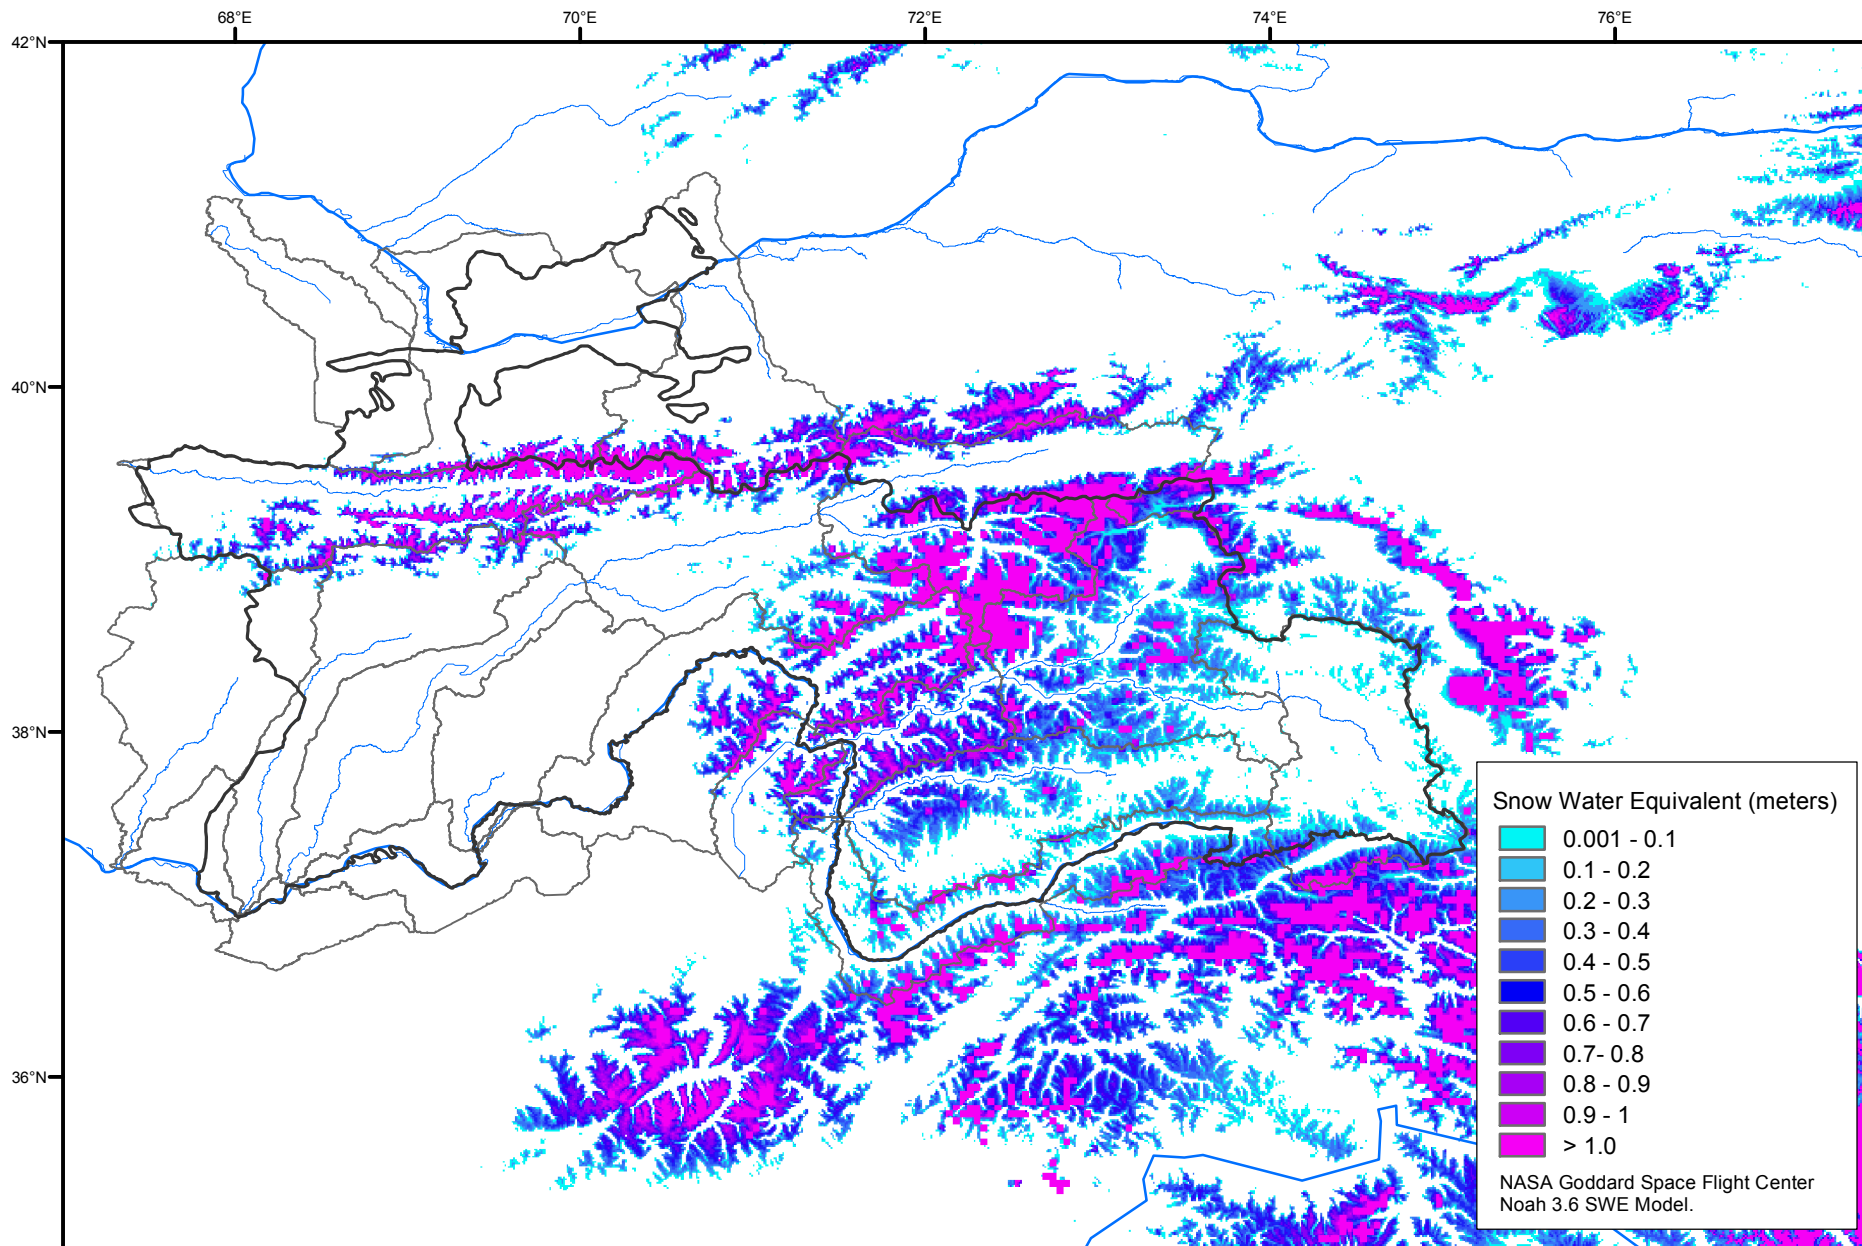 68°E 70°E 72°E 74°E 76°E
42°N
40°N
38°N
36°N
Snow Water Equivalent (meters)
0.001 - 0.1
0.1 - 0.2
0.2 - 0.3
0.3 - 0.4
0.4 - 0.5
0.5 - 0.6
0.6 - 0.7
0.7- 0.8
0.8 - 0.9
0.9 - 1
> 1.0
NASA Goddard Space Flight Center
Noah 3.6 SWE Model.